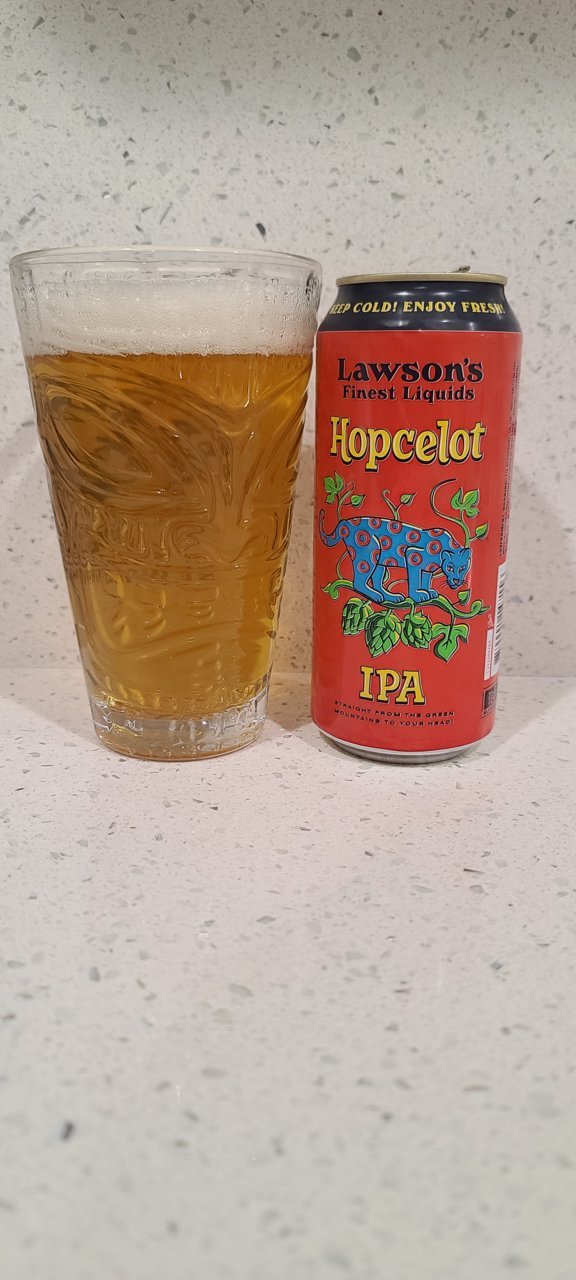 KEEP COLD! ENJOY FRESH!
Lawson's
Finest Liquids
Hopcelot
IPA
STRAIGHT FROM THE GREEN
MOUNTAINS TO YOUR HEAD!